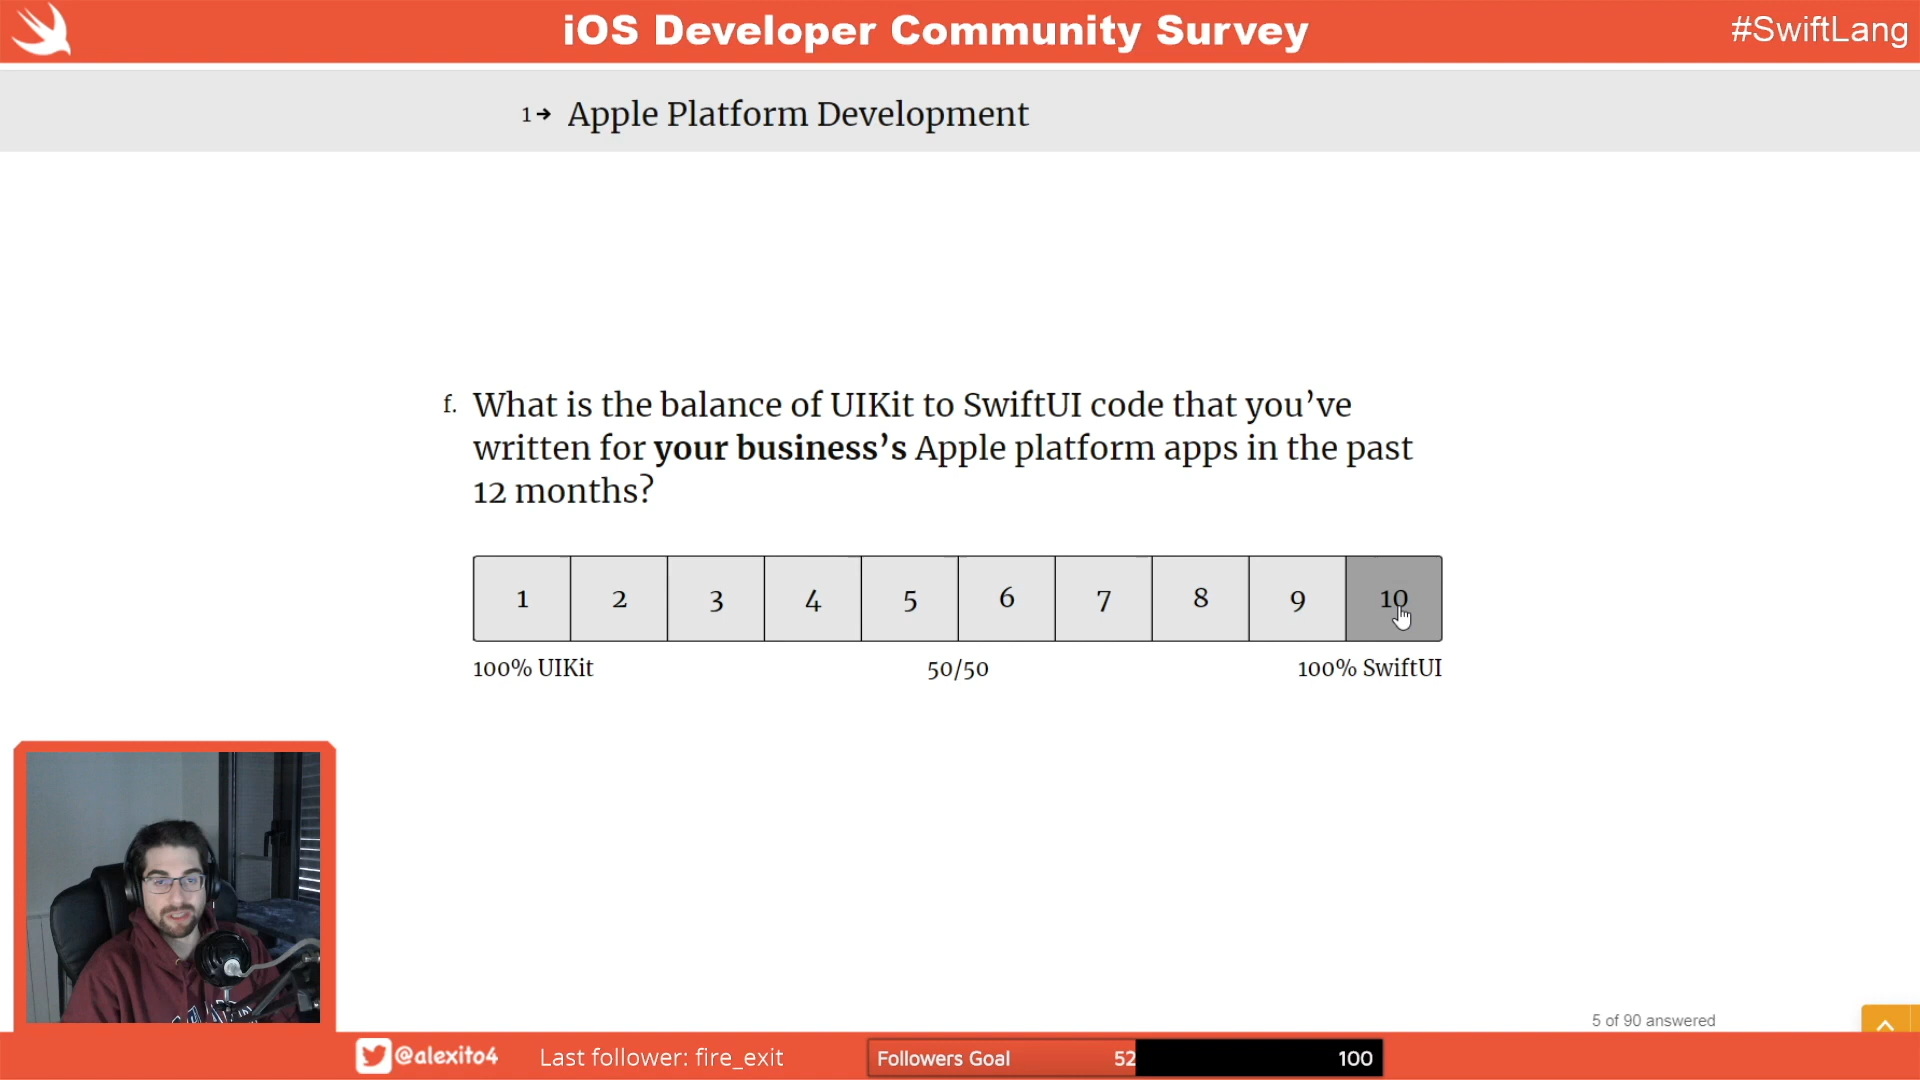 iOS Developer Community Survey
#SwiftLang
1➔ Apple Platform Development
f. What is the balance of UIKit to SwiftUI code that you’ve
written for your business’s Apple platform apps in the past
12 months?
1 2 3 4 5 6 7 8 9 10
100% UIKit 50/50 100% SwiftUI
5 of 90 answered
@alexito4 Last follower: fire_exit Followers Goal 52 100